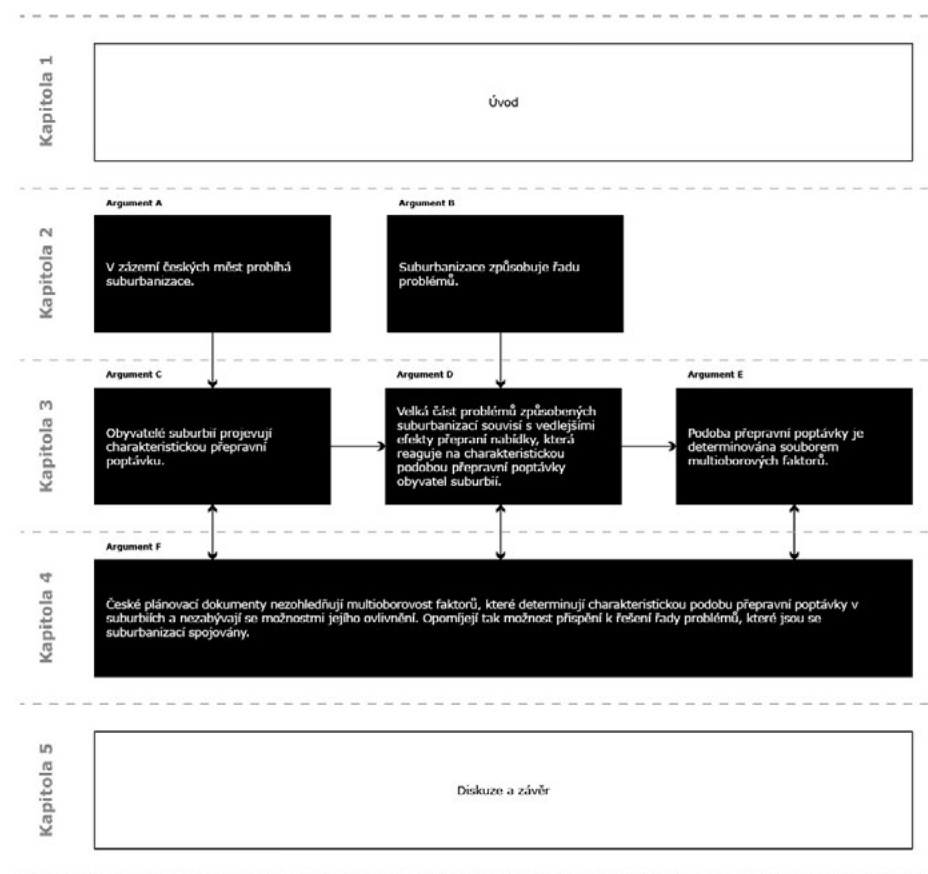 Kapitola 1
Úvod
Kapitola 2
Argument A
V zázemí českých měst probíhá
suburbanizace.
Argument B
Suburbanizace způsobuje řadu
problémů.
Kapitola 3
Argument C
Obyvatelé suburbií projevují
charakteristickou přepravní
poptávku.
Argument D
Velká část problémů způsobených
suburbanizací souvisí s vedlejšími
efekty přepraní nabídky, která
reaguje na charakteristickou
podobou přepravní poptávky
obyvatel suburbií.
Argument E
Podoba přepravní poptávky je
determinována souborem
multioborových faktorů.
Kapitola 4
Argument F
České plánovací dokumenty nezohledňují multioborovost faktorů, které determinují charakteristickou podobu přepravní poptávky v
suburbiích a nezabývají se možnostmi jejího ovlivnění. Opomíjejí tak možnost přispění k řešení řady problémů, které jsou se
suburbanizací spojovány.
Kapitola 5
Diskuze a závěr